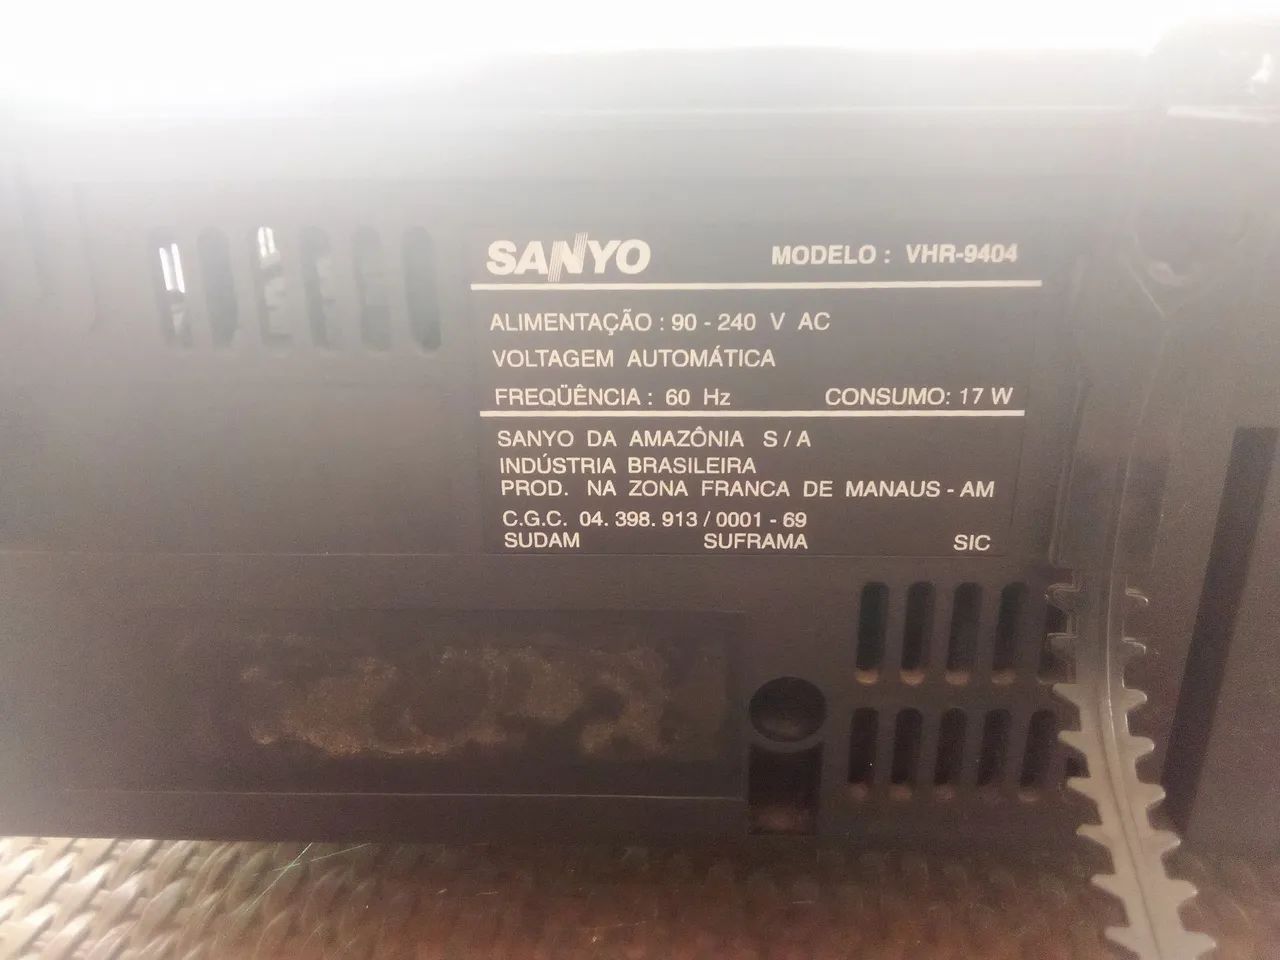 SANYO MODELO : VHR-9404
ALIMENTAÇÃO : 90 - 240 V AC
VOLTAGEM AUTOMÁTICA
FREQÜÊNCIA : 60 Hz CONSUMO: 17 W
SANYO DA AMAZÔNIA S / A
INDÚSTRIA BRASILEIRA
PROD. NA ZONA FRANCA DE MANAUS - AM
C.G.C. 04. 398. 913 / 0001 - 69
SUDAM SUFRAMA SIC